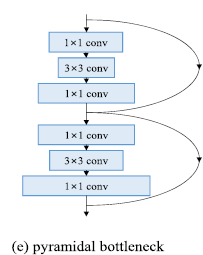 1×1 conv
3×3 conv
1×1 conv
1×1 conv
3×3 conv
1×1 conv
(e) pyramidal bottleneck